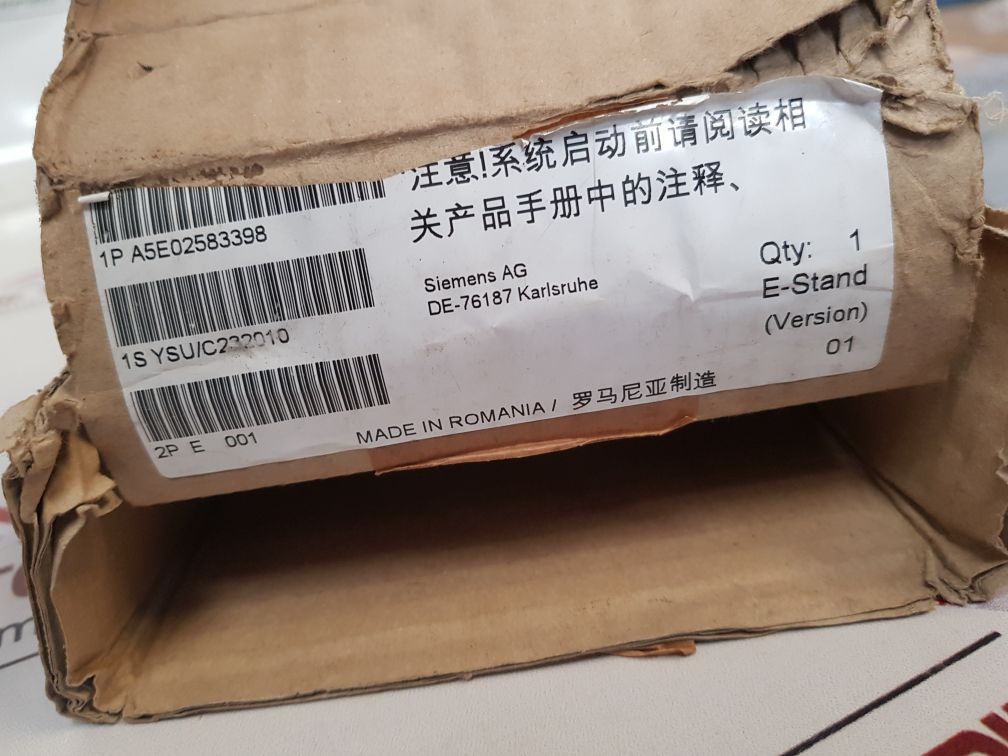 注意!系统启动前请阅读相
关产品手册中的注释、
1P A5E02583398
Siemens AG
DE-76187 Karlsruhe
Qty: 1
E-Stand
(Version)
01
1S YSU/C232010
2P E 001
MADE IN ROMANIA / 罗马尼亚制造